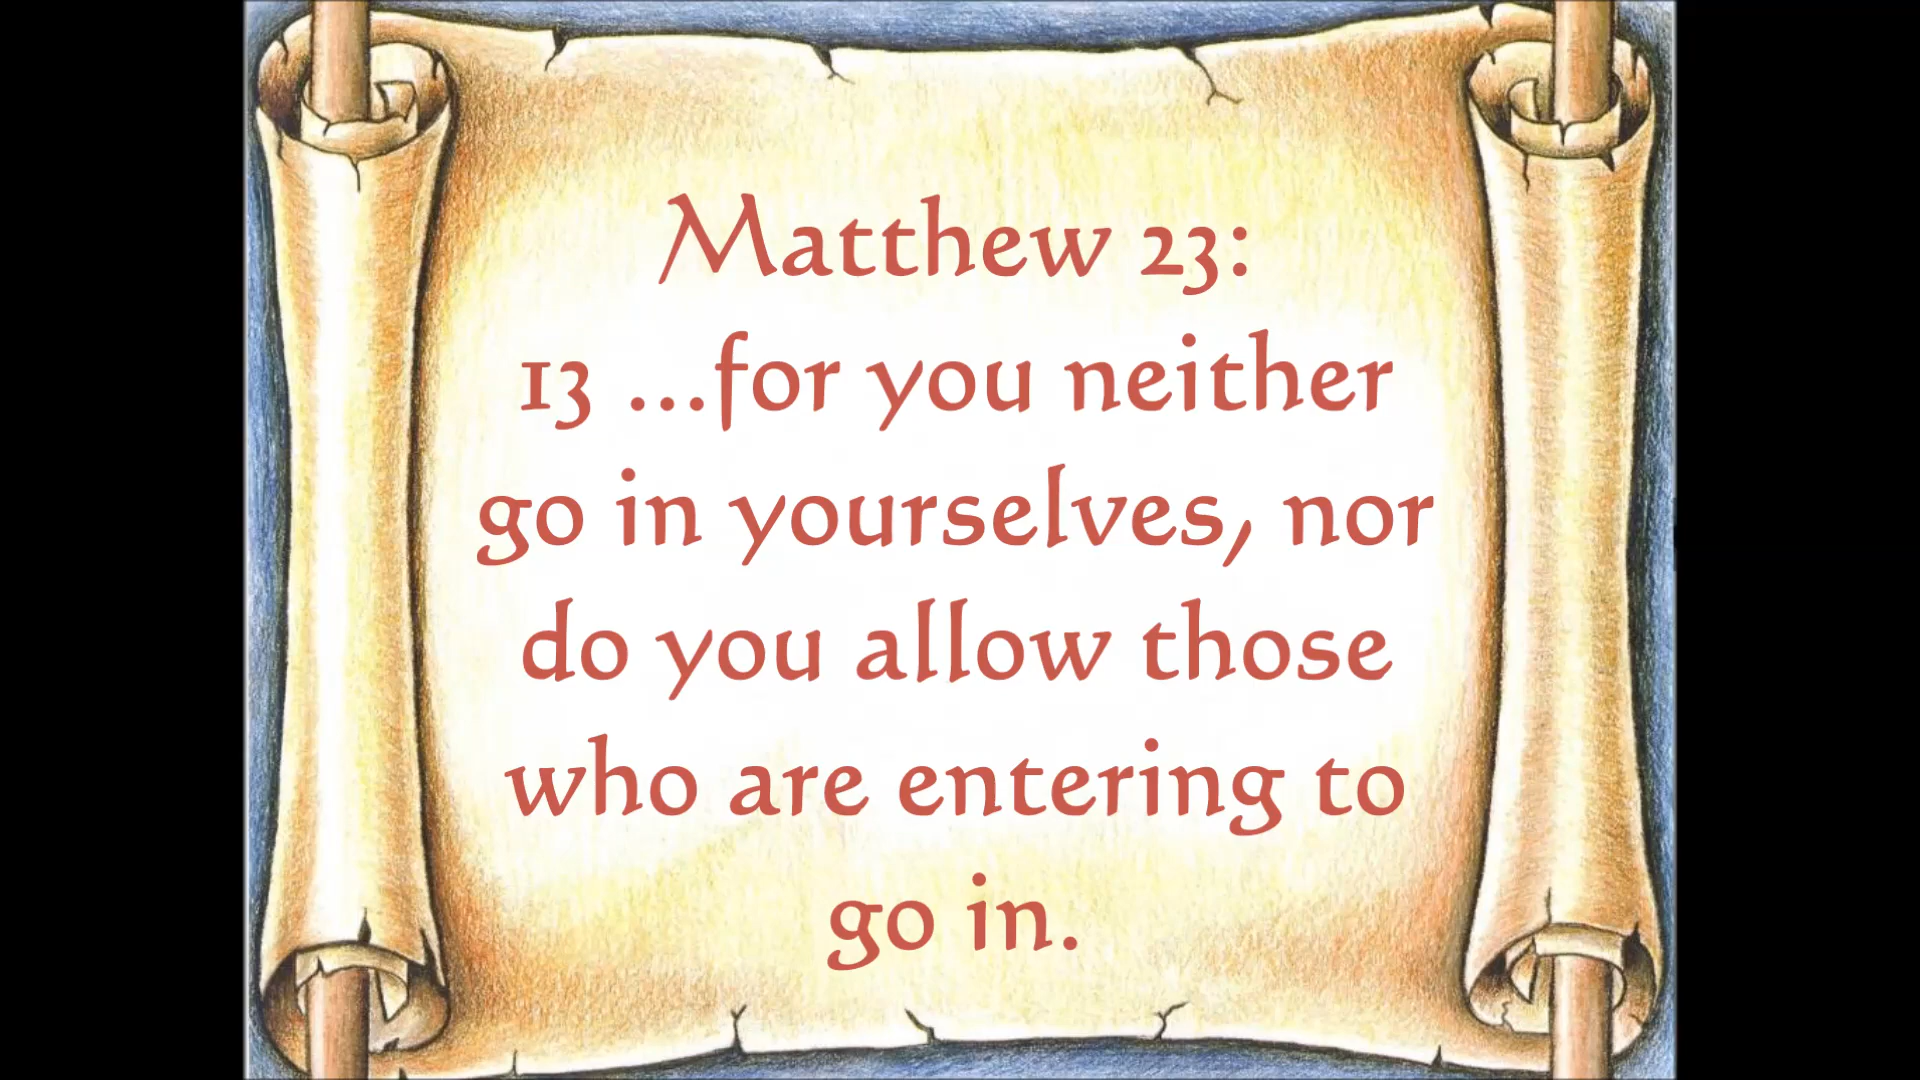 Matthew 23:
13 ...for you neither
go in yourselves, nor
do you allow those
who are entering to
go in.